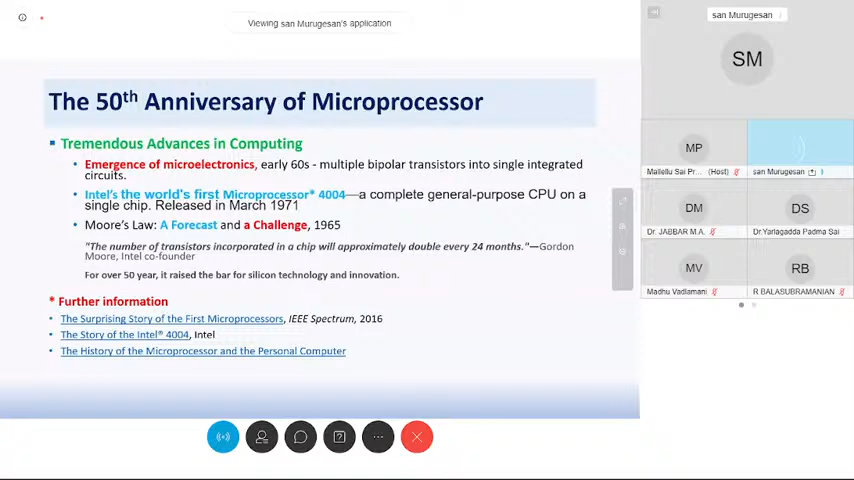 Viewing san Murugesan's application
san Murugesan
SM
The 50th Anniversary of Microprocessor
Tremendous Advances in Computing
Emergence of microelectronics, early 60s - multiple bipolar transistors into single integrated
circuits.
Intel's the world's first Microprocessor* 4004—a complete general-purpose CPU on a
single chip. Released in March 1971
Moore's Law: A Forecast and a Challenge, 1965
"The number of transistors incorporated in a chip will approximately double every 24 months."—Gordon
Moore, Intel co-founder
For over 50 year, it raised the bar for silicon technology and innovation.
* Further information
The Surprising Story of the First Microprocessors, IEEE Spectrum, 2016
The Story of the Intel® 4004, Intel
The History of the Microprocessor and the Personal Computer
MP
Mallellu Sai Pr... (Host)
san Murugesan
DM
Dr. JABBAR M.A.
DS
Dr.Yarlagadda Padma Sai
MV
Madhu Vadlamani
RB
R BALASUBRAMANIAN